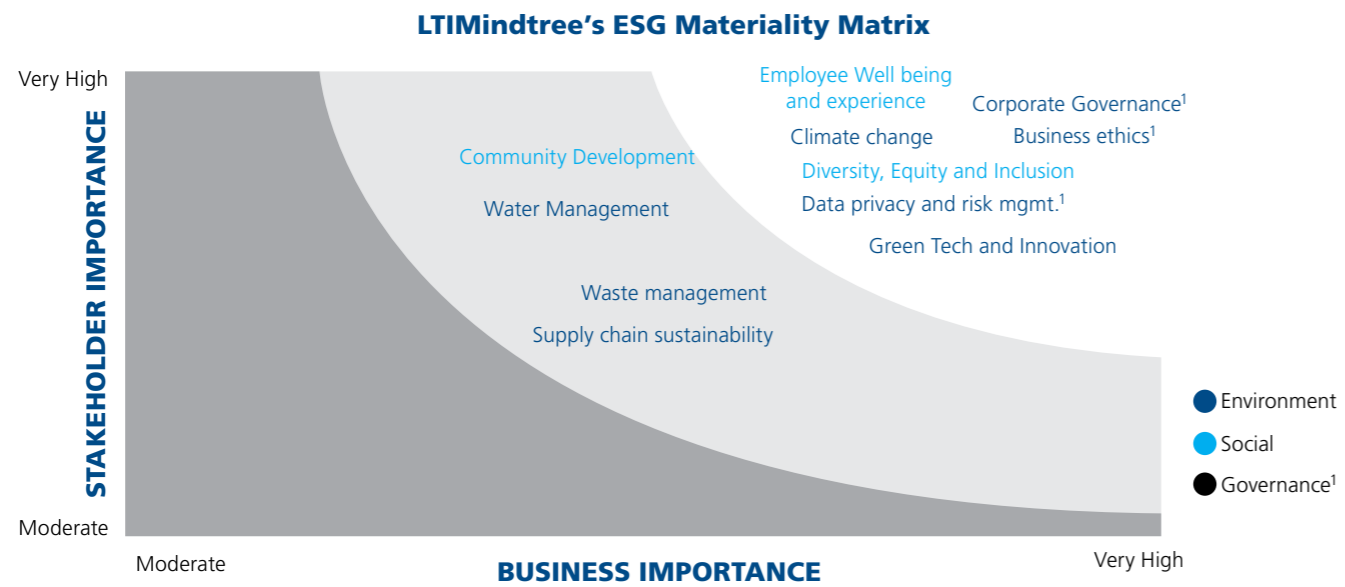 LTIMindtree's ESG Materiality Matrix
Very High
STAKEHOLDER IMPORTANCE
Moderate
Employee Well being
and experience
Corporate Governance¹
Climate change
Business ethics¹
Community Development
Diversity, Equity and Inclusion
Water Management
Data privacy and risk mgmt.¹
Green Tech and Innovation
Waste management
Supply chain sustainability
Environment
Social
Governance¹
Moderate
BUSINESS IMPORTANCE
Very High